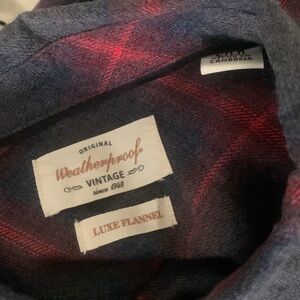 ORIGINAL
Weatherproof
VINTAGE
since 1948
LUXE FLANNEL
CAMBODIA